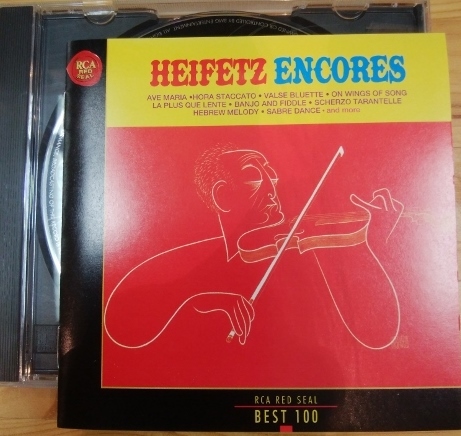 RCA
RED SEAL
HEIFETZ ENCORES
AVE MARIA • HORA STACCATO • VALSE BLUETTE • ON WINGS OF SONG
LA PLUS QUE LENTE • BANJO AND FIDDLE • SCHERZO TARANTELLE
HEBREW MELODY • SABRE DANCE • and more
RCA RED SEAL
BEST 100